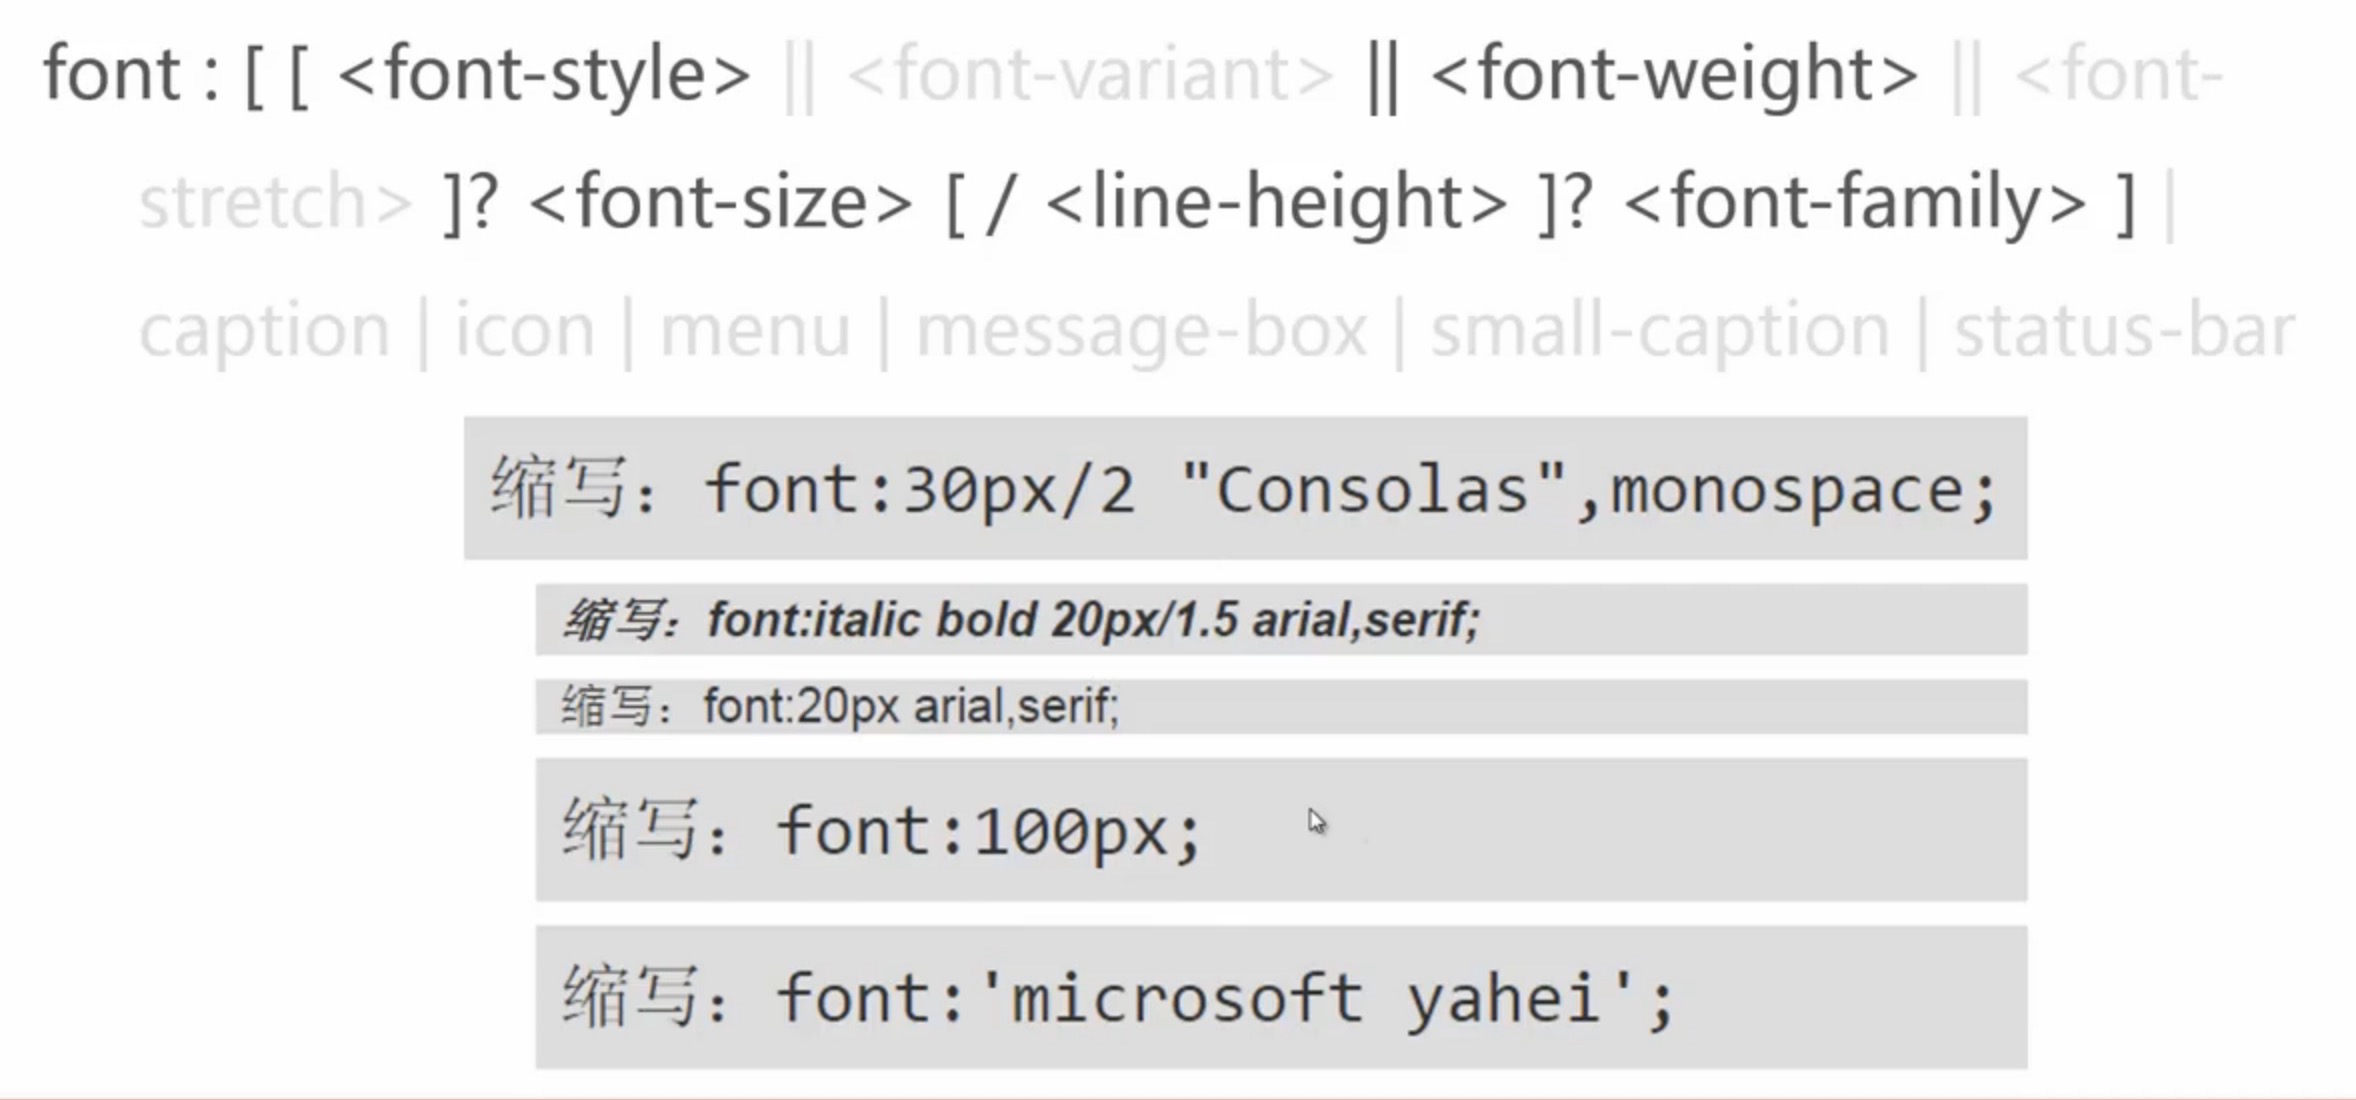 font : [ [ <font-style> || <font-variant> || <font-weight> || <font-
stretch> ]? <font-size> [ / <line-height> ]? <font-family> ] |
caption | icon | menu | message-box | small-caption | status-bar
缩写：font:30px/2 "Consolas",monospace;
缩写：font:italic bold 20px/1.5 arial,serif;
缩写：font:20px arial,serif;
缩写：font:100px;
缩写：font:'microsoft yahei';